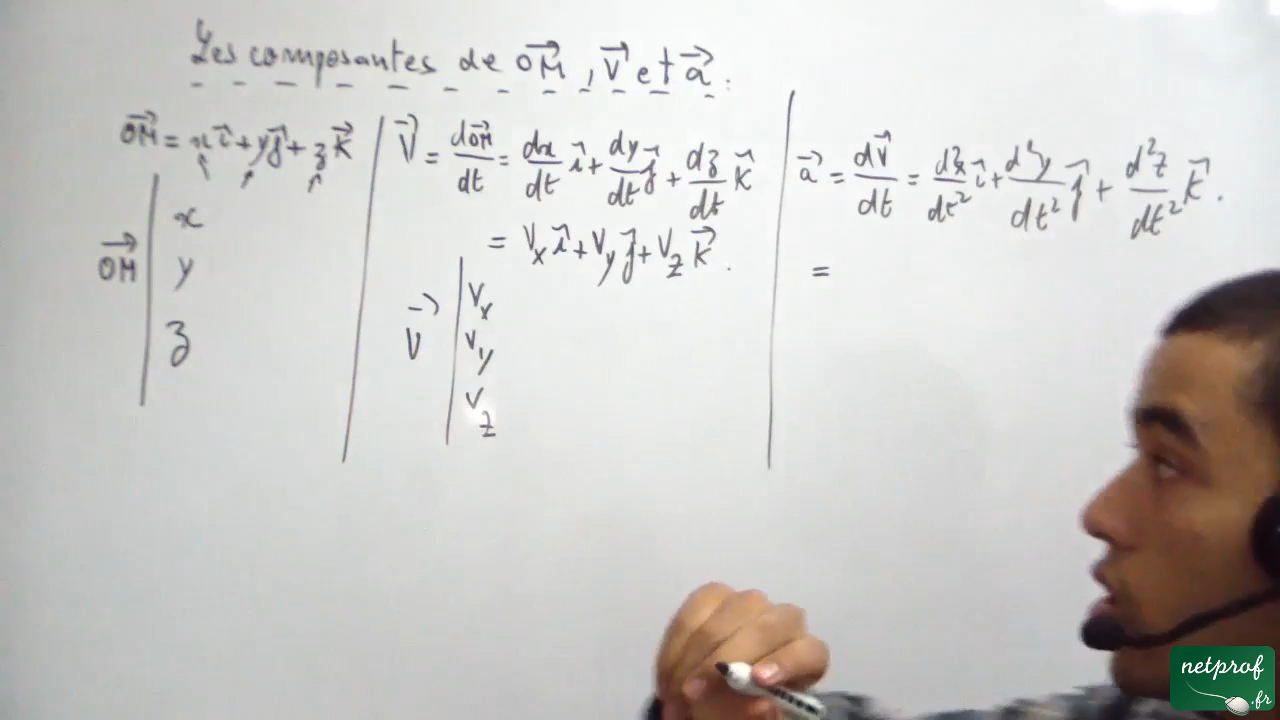 Les composantes de OM⃗, V⃗ et a⃗.
OM⃗ = x i⃗ + y j⃗ + z k⃗
OM⃗
x
y
z
V⃗ = dOM⃗/dt = dx/dt i⃗ + dy/dt j⃗ + dz/dt k⃗
= Vx i⃗ + Vy j⃗ + Vz k⃗.
V⃗
Vx
Vy
Vz
a⃗ = dV⃗/dt = d²x/dt² i⃗ + d²y/dt² j⃗ + d²z/dt² k⃗.
=
netprof
.fr